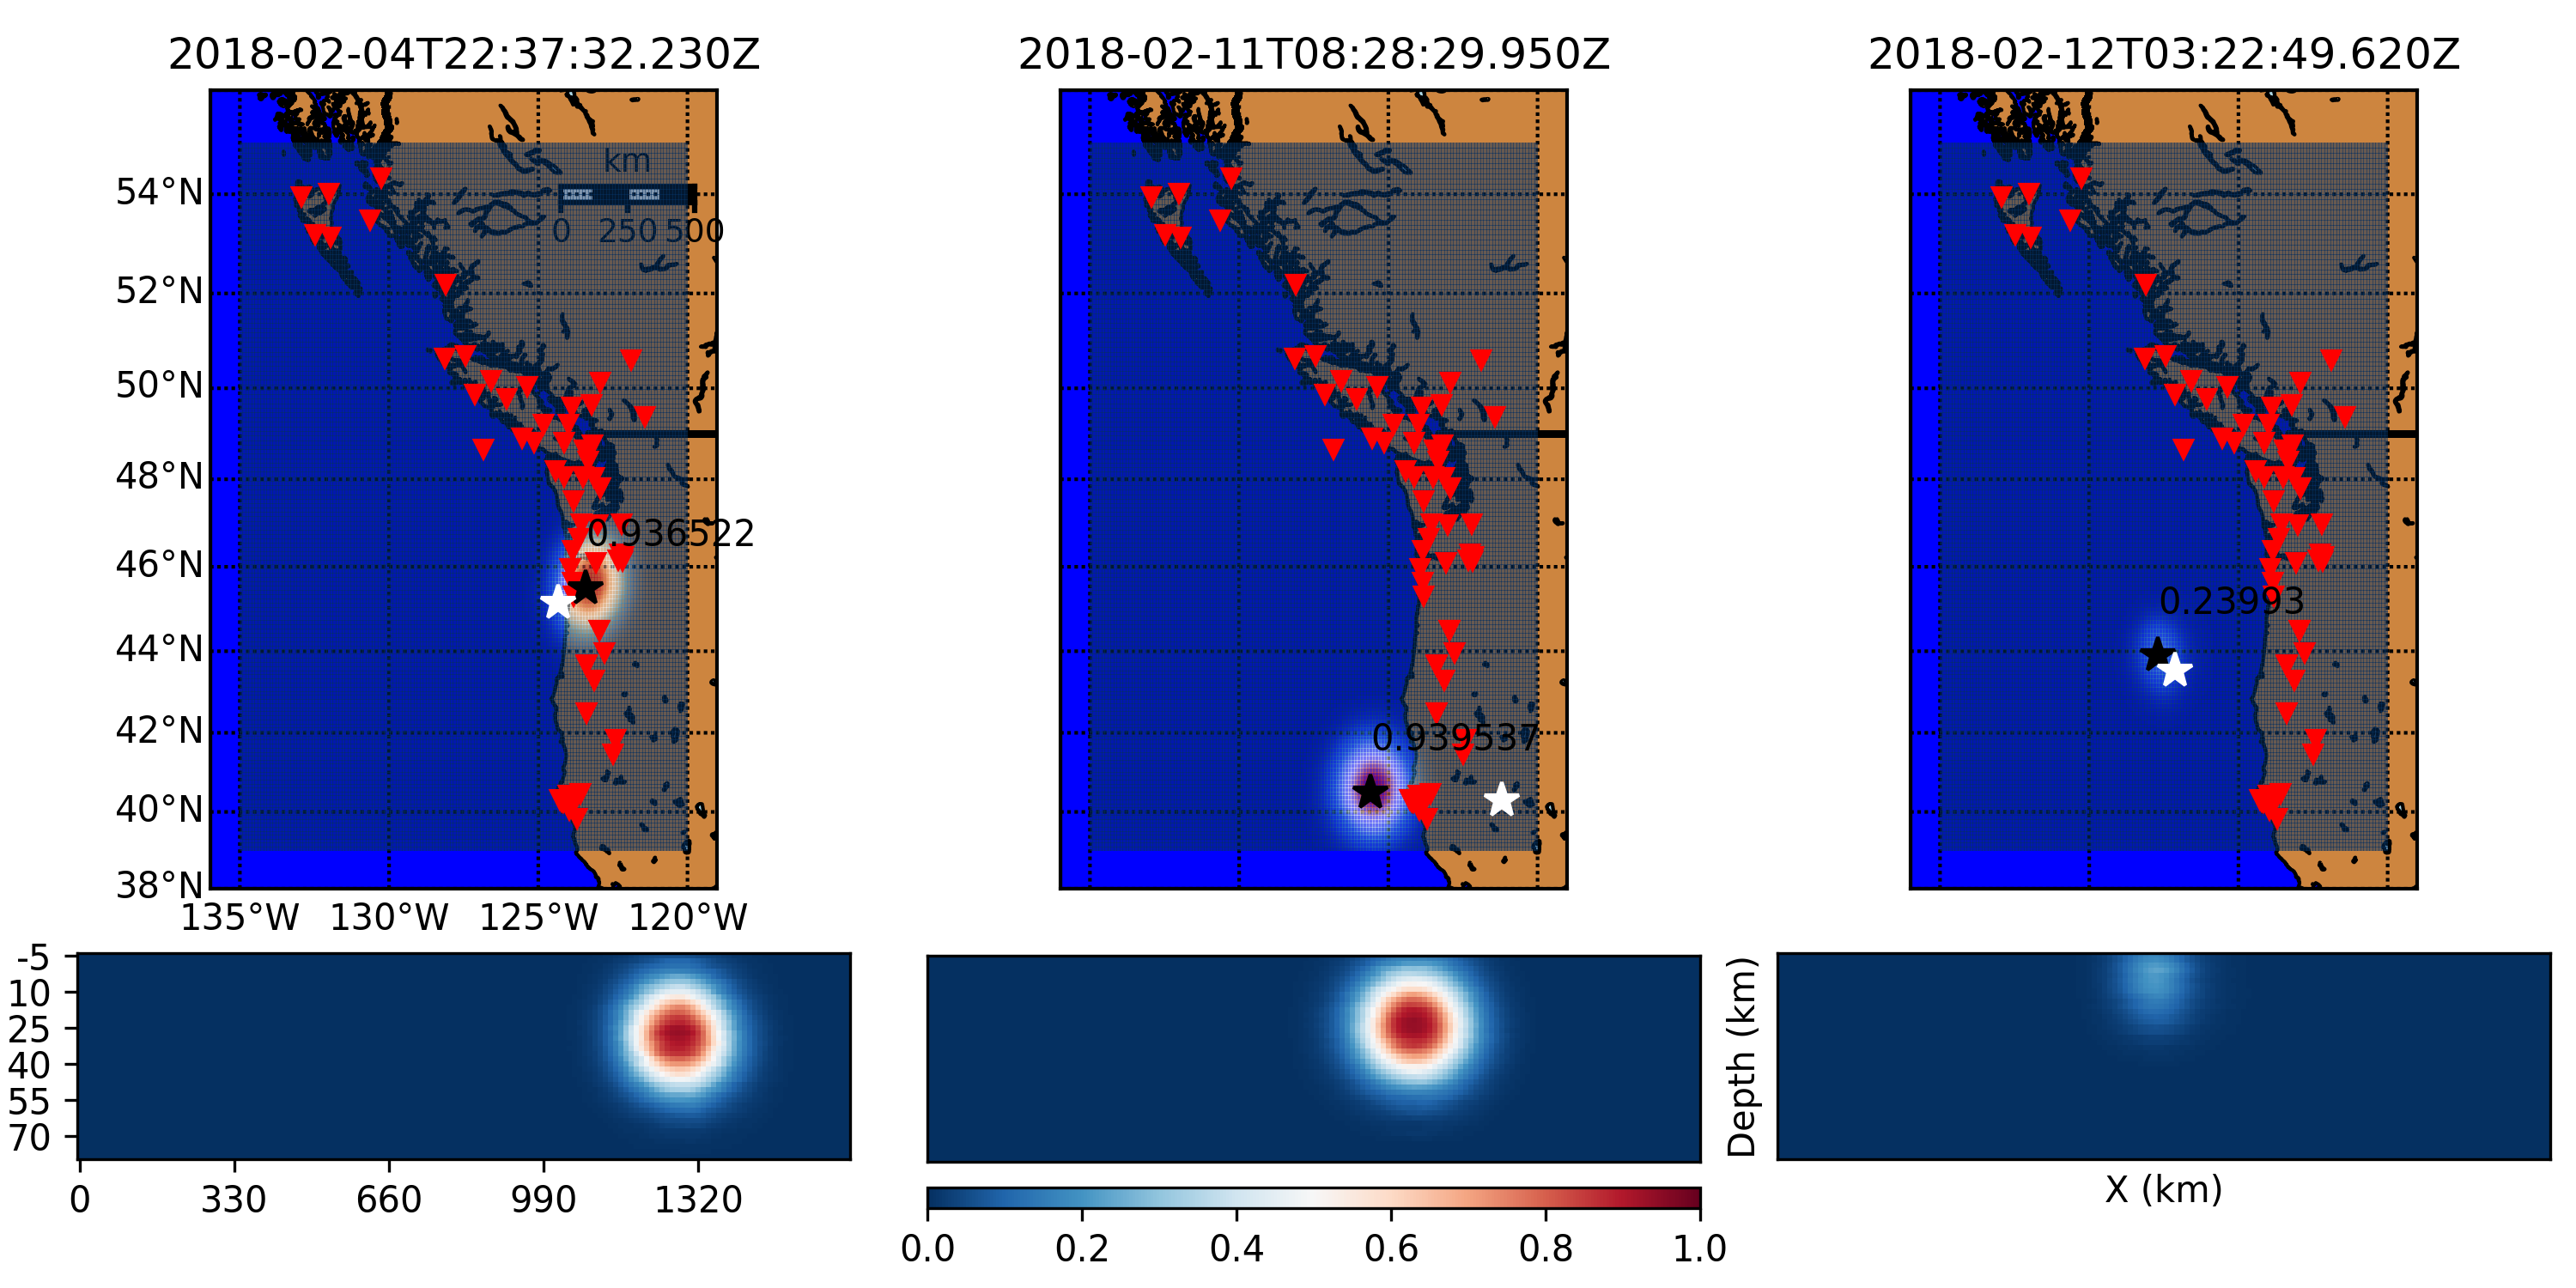 2018-02-04T22:37:32.230Z
2018-02-11T08:28:29.950Z
2018-02-12T03:22:49.620Z
km
0 250 500
54°N
52°N
50°N
48°N
46°N
44°N
42°N
40°N
38°N
135°W 130°W 125°W 120°W
0.936522
0.939537
0.23993
-5
10
25
40
55
70
0 330 660 990 1320
0.0 0.2 0.4 0.6 0.8 1.0
Depth (km)
X (km)